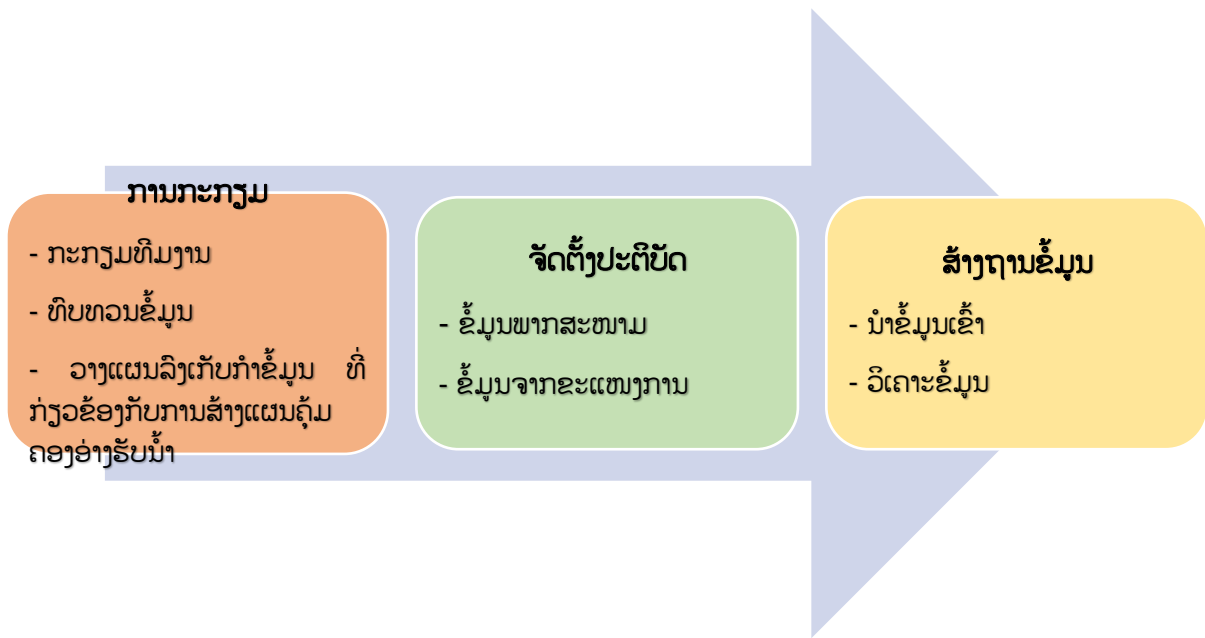 ການກະກຽມ
- ກະກຽມທີມງານ
- ທົບທວນຂໍ້ມູນ
- ວາງແຜນລົງເກັບກຳຂໍ້ມູນ ທີ່
ກ່ຽວຂ້ອງກັບການສ້າງແຜນຄຸ້ມ
ຄອງອ່າງຮັບນ້ຳ
ຈັດຕັ້ງປະຕິບັດ
- ຂໍ້ມູນພາກສະໜາມ
- ຂໍ້ມູນຈາກຂະແໜງການ
ສ້າງຖານຂໍ້ມູນ
- ນຳຂໍ້ມູນເຂົ້າ
- ວິເຄາະຂໍ້ມູນ